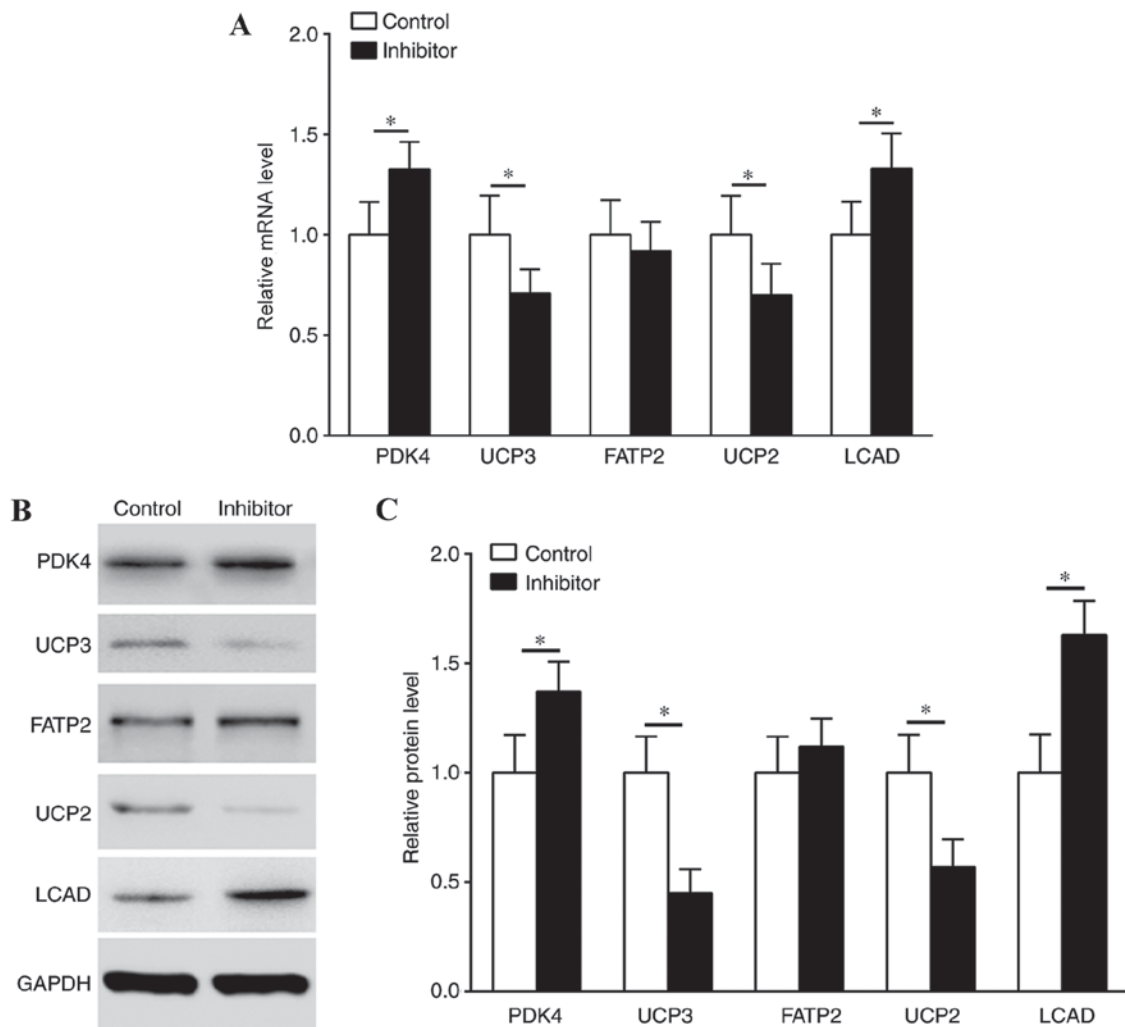 A
Control
Inhibitor
Relative mRNA level
2.0
1.5
1.0
0.5
0.0
*
*
*
*
PDK4 UCP3 FATP2 UCP2 LCAD
B
Control Inhibitor
PDK4
UCP3
FATP2
UCP2
LCAD
GAPDH
C
Control
Inhibitor
Relative protein level
2.0
1.5
1.0
0.5
0.0
*
*
*
*
PDK4 UCP3 FATP2 UCP2 LCAD